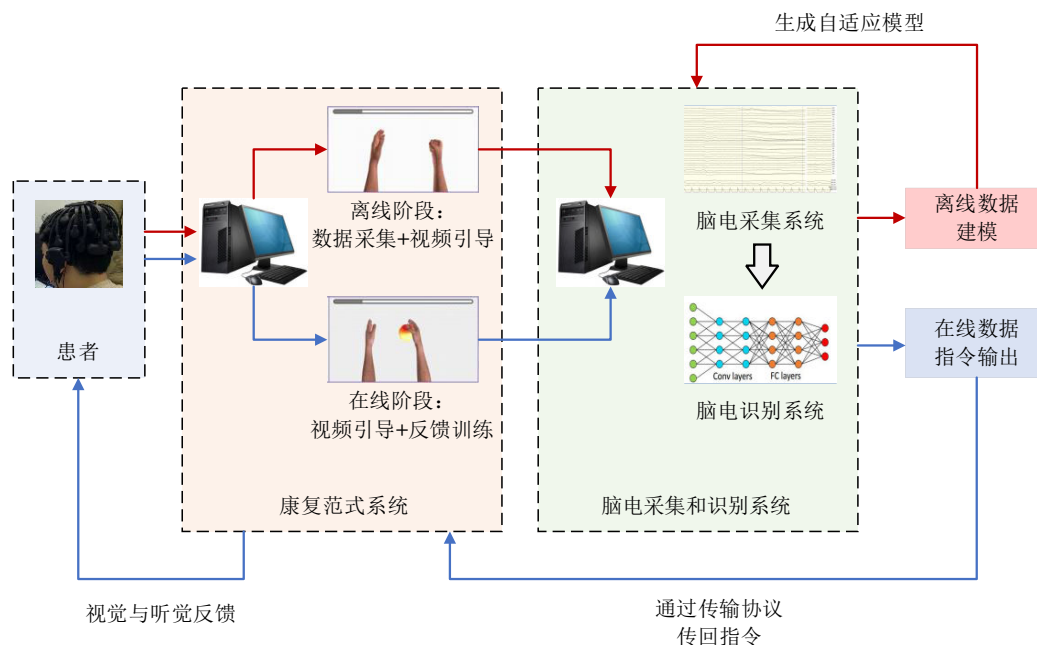 生成自适应模型
离线阶段：
数据采集+视频引导
脑电采集系统
离线数据
建模
患者
在线阶段：
视频引导+反馈训练
Conv layers
FC layers
脑电识别系统
在线数据
指令输出
康复范式系统
脑电采集和识别系统
视觉与听觉反馈
通过传输协议
传回指令